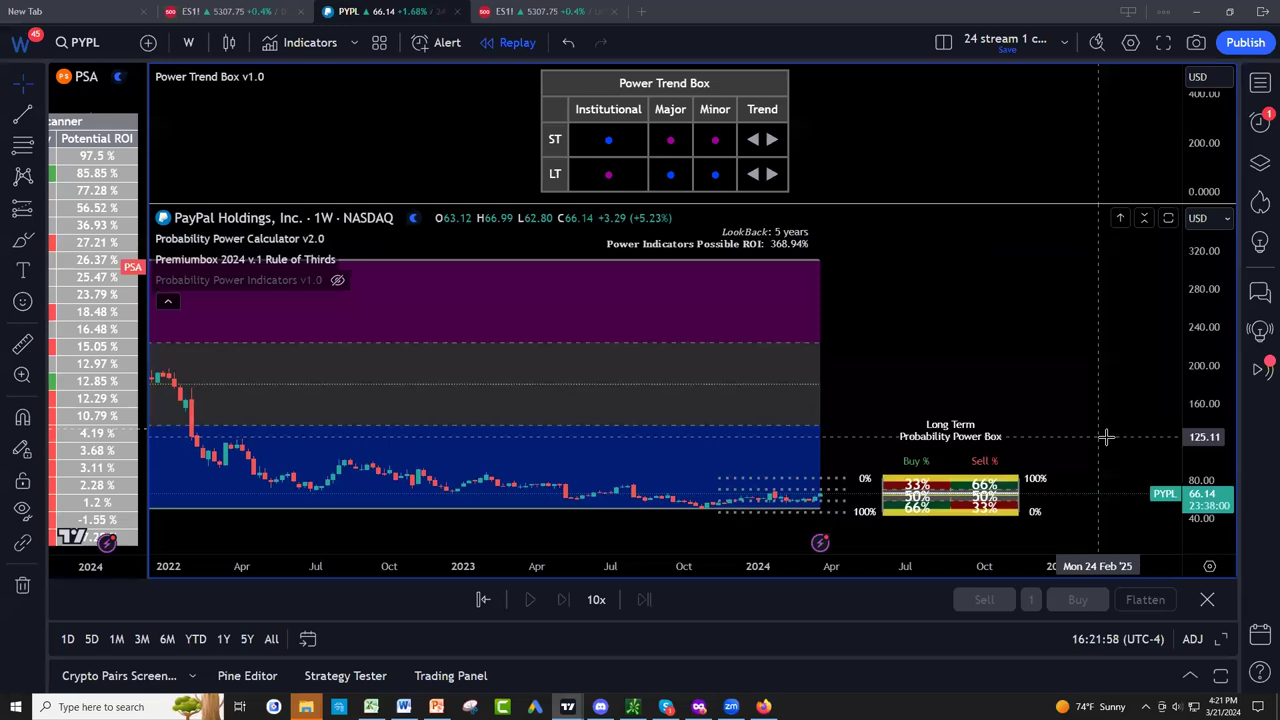 New Tab
ES1! ▲ 5307.75 +0.4% /
PYPL ▲ 66.14 +1.68% /
ES1! ▲ 5307.75 +0.4% /
45
PYPL
W
Indicators
Alert
Replay
24 stream 1 c...
Save
Publish
PSA
Power Trend Box v1.0
USD
400.00
200.00
0.0000
Power Trend Box
Institutional Major Minor Trend
ST
LT
canner
Potential ROI
97.5 %
85.85 %
77.28 %
56.52 %
36.93 %
27.21 %
26.37 %
25.47 %
23.79 %
18.48 %
16.48 %
15.05 %
12.97 %
12.85 %
12.29 %
10.79 %
4.19 %
3.68 %
3.11 %
2.28 %
1.2 %
-1.55 %
PSA
2024
PayPal Holdings, Inc. · 1W · NASDAQ
O63.12 H66.99 L62.80 C66.14 +3.29 (+5.23%)
Probability Power Calculator v2.0
Premiumbox 2024 v.1 Rule of Thirds
Probability Power Indicators v1.0
LookBack: 5 years
Power Indicators Possible ROI: 368.94%
USD
320.00
280.00
240.00
200.00
160.00
125.11
80.00
PYPL 66.14
23:38:00
40.00
Long Term
Probability Power Box
Buy % Sell %
0% 33% 66% 100%
50% 50%
100% 66% 33% 0%
2022 Apr Jul Oct 2023 Apr Jul Oct 2024 Apr Jul Oct
Mon 24 Feb '25
10x
Sell 1 Buy Flatten
1D 5D 1M 3M 6M YTD 1Y 5Y All
16:21:58 (UTC-4) ADJ
Crypto Pairs Screen... Pine Editor Strategy Tester Trading Panel
Type here to search
74°F Sunny
4:21 PM
3/21/2024
1